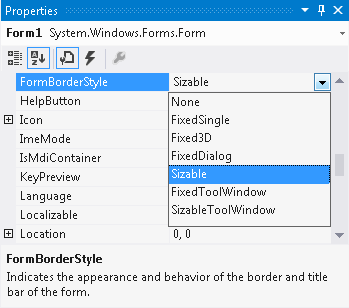 Properties
Form1 System.Windows.Forms.Form
FormBorderStyle Sizable
HelpButton
Icon
ImeMode
IsMdiContainer
KeyPreview
Language
Localizable
Location 0, 0
None
FixedSingle
Fixed3D
FixedDialog
Sizable
FixedToolWindow
SizableToolWindow
FormBorderStyle
Indicates the appearance and behavior of the border and title
bar of the form.